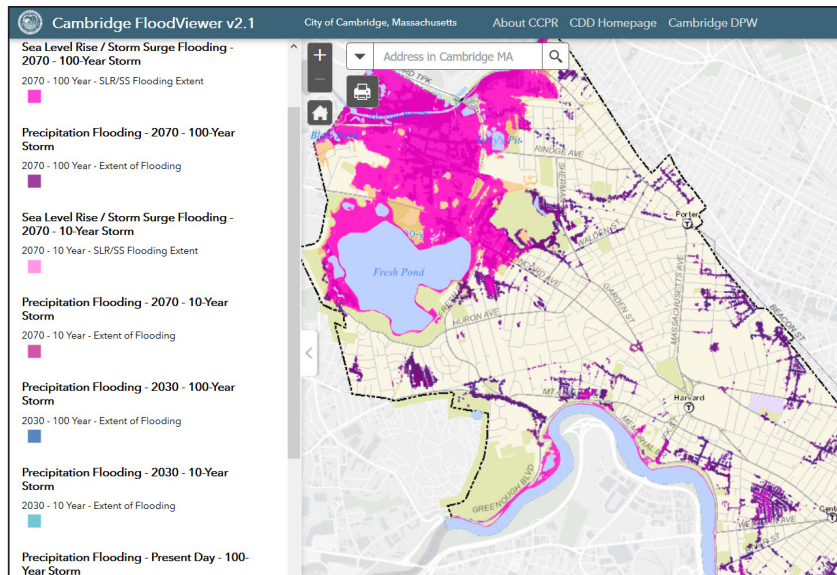 Cambridge FloodViewer v2.1
City of Cambridge, Massachusetts
About CCPR
CDD Homepage
Cambridge DPW
Sea Level Rise / Storm Surge Flooding -
2070 - 100-Year Storm
2070 - 100 Year - SLR/SS Flooding Extent
Precipitation Flooding - 2070 - 100-Year
Storm
2070 - 100 Year - Extent of Flooding
Sea Level Rise / Storm Surge Flooding -
2070 - 10-Year Storm
2070 - 10 Year - SLR/SS Flooding Extent
Precipitation Flooding - 2070 - 10-Year
Storm
2070 - 10 Year - Extent of Flooding
Precipitation Flooding - 2030 - 100-Year
Storm
2030 - 100 Year - Extent of Flooding
Precipitation Flooding - 2030 - 10-Year
Storm
2030 - 10 Year - Extent of Flooding
Precipitation Flooding - Present Day - 100-
Year Storm
+
−
Address in Cambridge MA
TPK
RINDGE AVE
Porter
T
WALDEN ST
Fresh Pond
GARDEN ST
MASSACHUSETTS AVE
BEACON ST
HURON AVE
Harvard
T
GREENOUGH BLVD
T